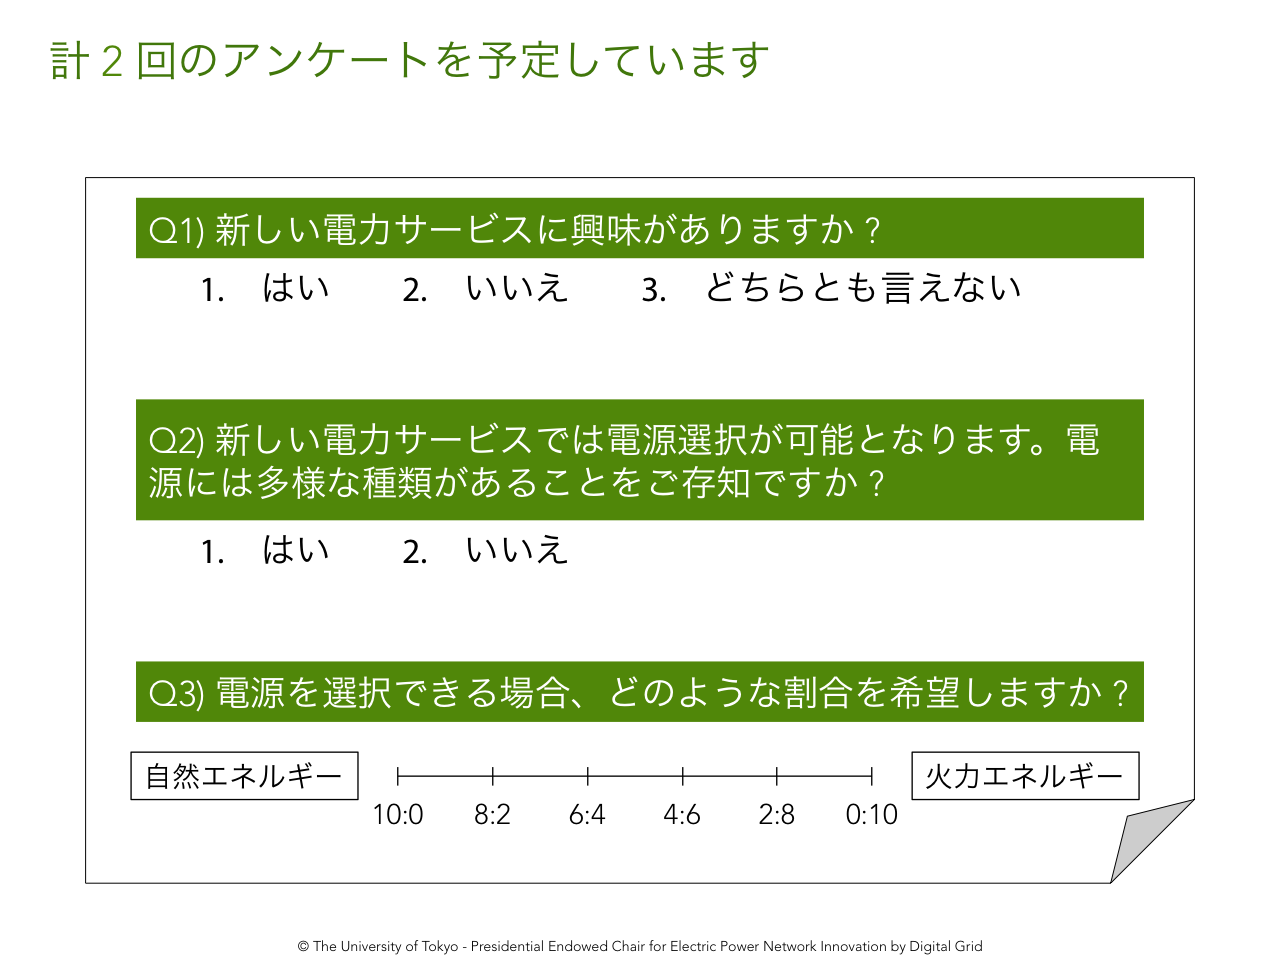 計 2 回のアンケートを予定しています
Q1) 新しい電力サービスに興味がありますか？
1. はい 2. いいえ 3. どちらとも言えない
Q2) 新しい電力サービスでは電源選択が可能となります。電
源には多様な種類があることをご存知ですか？
1. はい 2. いいえ
Q3) 電源を選択できる場合、どのような割合を希望しますか？
自然エネルギー 火力エネルギー
10:0 8:2 6:4 4:6 2:8 0:10
© The University of Tokyo - Presidential Endowed Chair for Electric Power Network Innovation by Digital Grid